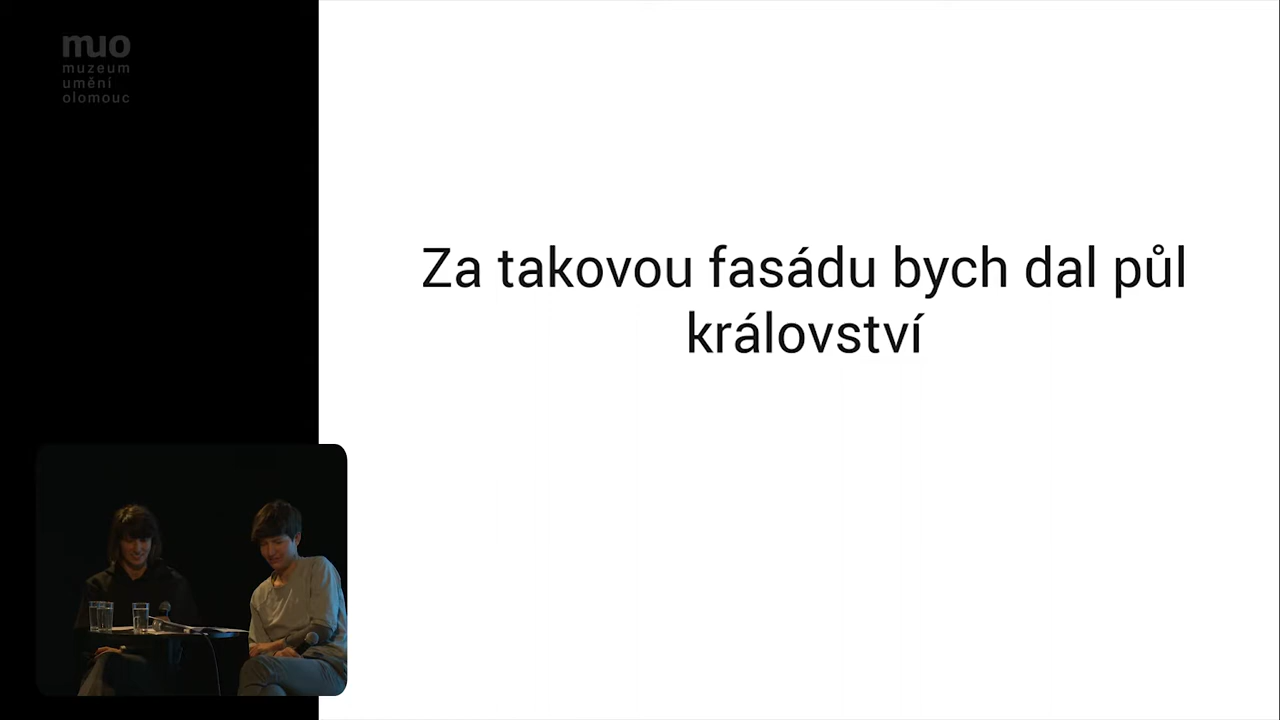 muo
muzeum
umění
olomouc
Za takovou fasádu bych dal půl
království